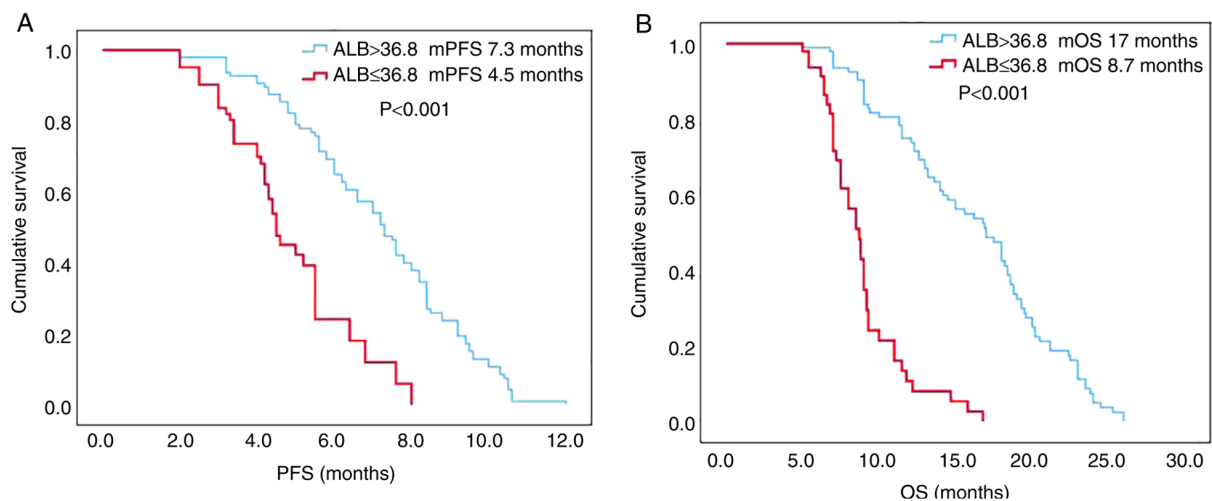 A
Cumulative survival
1.0
0.8
0.6
0.4
0.2
0.0
ALB>36.8 mPFS 7.3 months
ALB≤36.8 mPFS 4.5 months
P<0.001
0.0 2.0 4.0 6.0 8.0 10.0 12.0
PFS (months)
B
Cumulative survival
1.0
0.8
0.6
0.4
0.2
0.0
ALB>36.8 mOS 17 months
ALB≤36.8 mOS 8.7 months
P<0.001
0.0 5.0 10.0 15.0 20.0 25.0 30.0
OS (months)